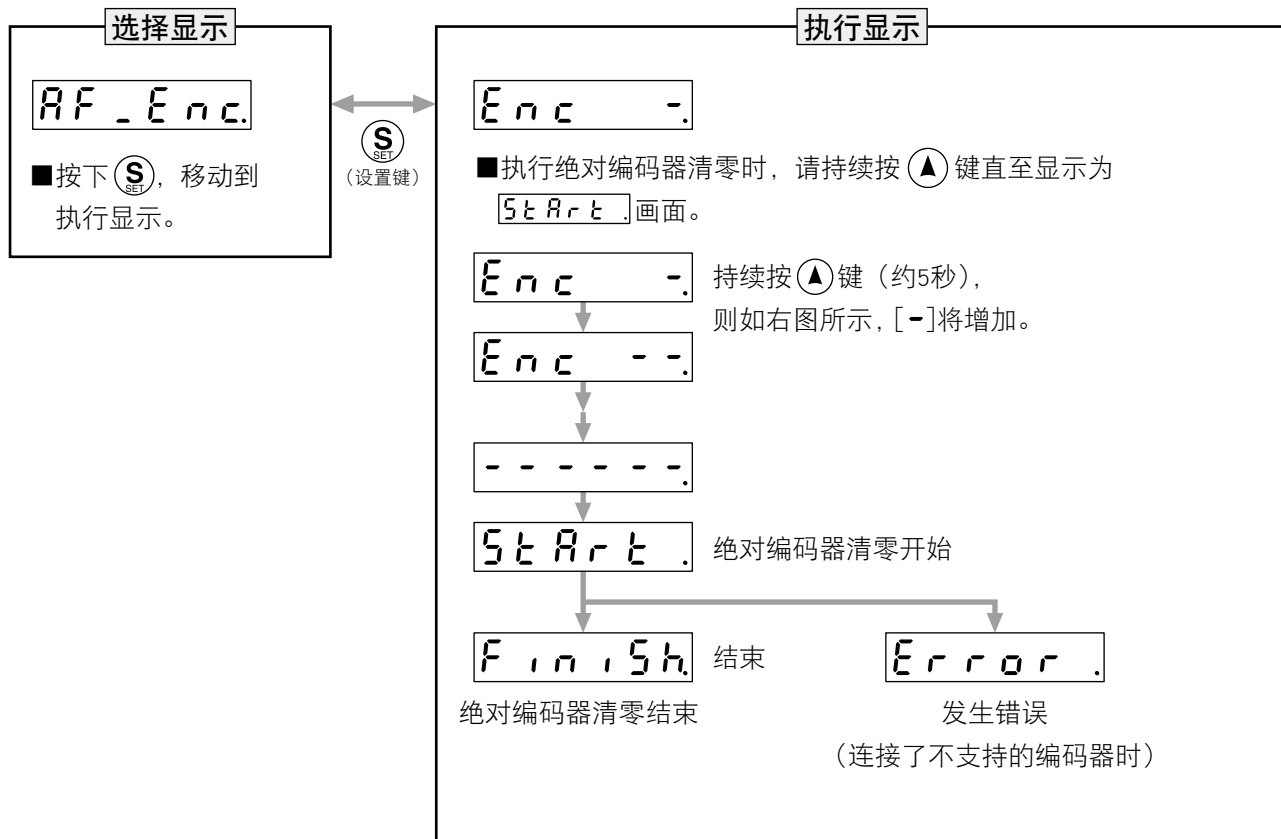 选择显示
AF_Enc.
■按下 S SET，移动到
执行显示。
S SET
（设置键）
执行显示
Enc -.
■执行绝对编码器清零时，请持续按▲键直至显示为
StArt .画面。
Enc -.
持续按▲键（约5秒），
则如右图所示，[-]将增加。
Enc --.
------.
StArt .
绝对编码器清零开始
FiniSh.
结束
绝对编码器清零结束
Error .
发生错误
（连接了不支持的编码器时）